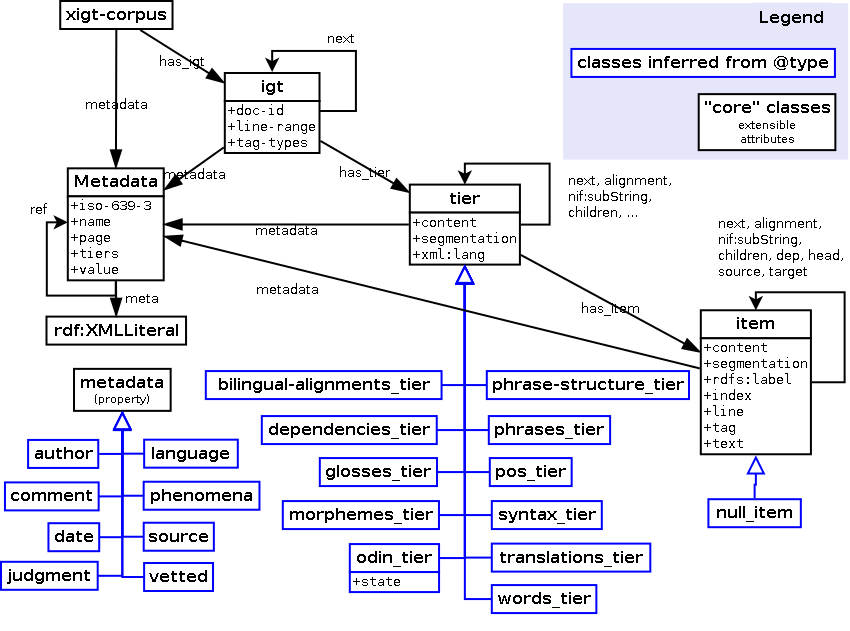 xigt-corpus
Legend
classes inferred from @type
"core" classes
extensible
attributes
next
has_igt
metadata
igt
+doc-id
+line-range
+tag-types
metadata
has_tier
Metadata
+iso-639-3
+name
+page
+tiers
+value
ref
meta
rdf:XMLLiteral
tier
+content
+segmentation
+xml:lang
next, alignment,
nif:subString,
children, ...
metadata
metadata
has_item
next, alignment,
nif:subString,
children, dep, head,
source, target
item
+content
+segmentation
+rdfs:label
+index
+line
+tag
+text
null_item
metadata
(property)
author
language
comment
phenomena
date
source
judgment
vetted
bilingual-alignments_tier
phrase-structure_tier
dependencies_tier
phrases_tier
glosses_tier
pos_tier
morphemes_tier
syntax_tier
odin_tier
+state
translations_tier
words_tier